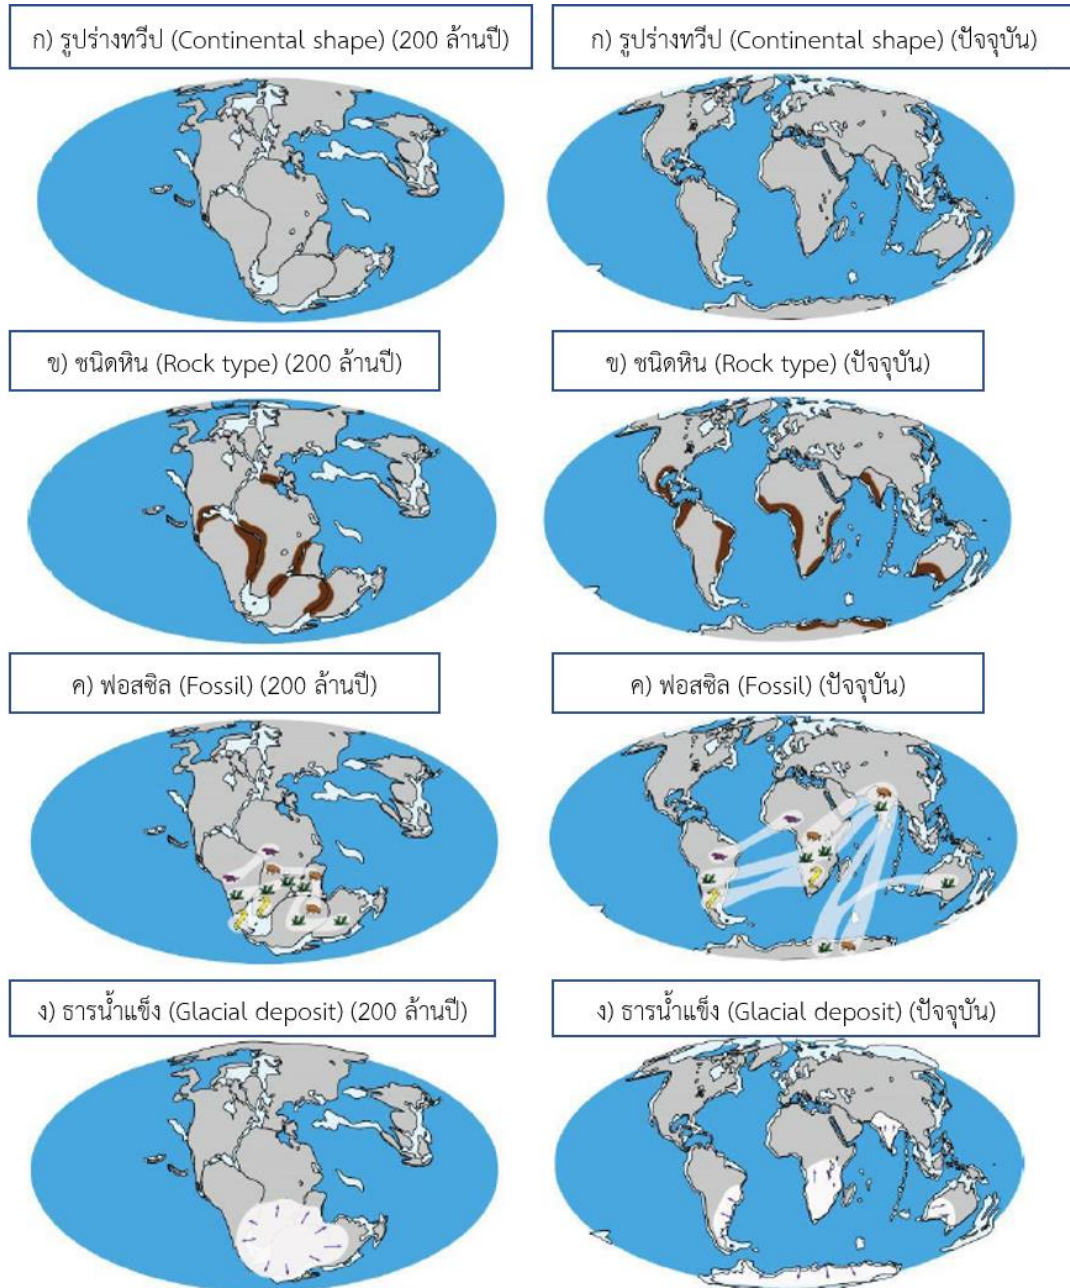 ก) รูปร่างทวีป (Continental shape) (200 ล้านปี)
ก) รูปร่างทวีป (Continental shape) (ปัจจุบัน)
ข) ชนิดหิน (Rock type) (200 ล้านปี)
ข) ชนิดหิน (Rock type) (ปัจจุบัน)
ค) ฟอสซิล (Fossil) (200 ล้านปี)
ค) ฟอสซิล (Fossil) (ปัจจุบัน)
ง) ธารน้ำแข็ง (Glacial deposit) (200 ล้านปี)
ง) ธารน้ำแข็ง (Glacial deposit) (ปัจจุบัน)